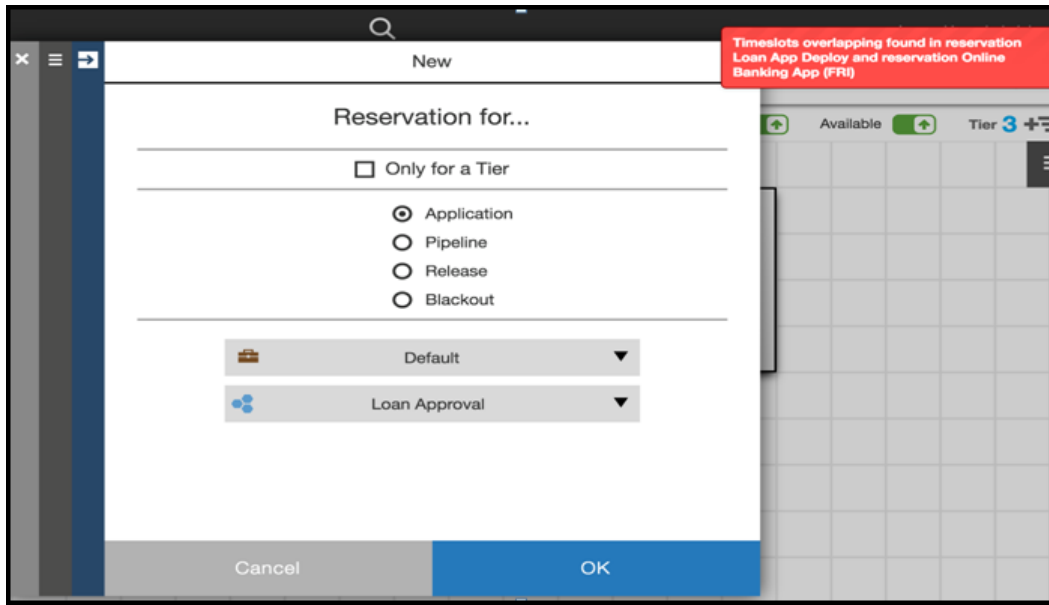 New
Timeslots overlapping found in reservation
Loan App Deploy and reservation Online
Banking App (FRI)
Reservation for...
Available
Tier 3
Only for a Tier
Application
Pipeline
Release
Blackout
Default
Loan Approval
Cancel
OK